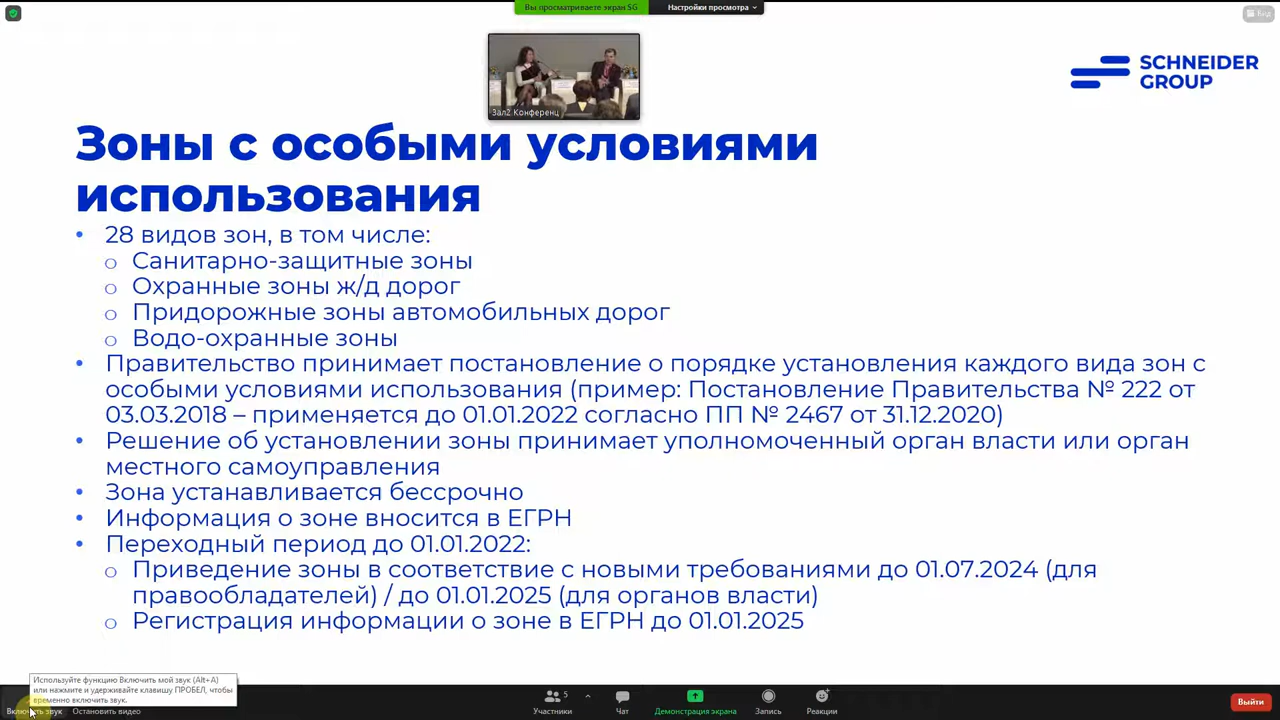 Вы просматриваете экран SG
Настройки просмотра
Вид
Зал2 Конференц
SCHNEIDER
GROUP
Зоны с особыми условиями
использования
• 28 видов зон, в том числе:
o Санитарно-защитные зоны
o Охранные зоны ж/д дорог
o Придорожные зоны автомобильных дорог
o Водо-охранные зоны
• Правительство принимает постановление о порядке установления каждого вида зон с
особыми условиями использования (пример: Постановление Правительства № 222 от
03.03.2018 – применяется до 01.01.2022 согласно ПП № 2467 от 31.12.2020)
• Решение об установлении зоны принимает уполномоченный орган власти или орган
местного самоуправления
• Зона устанавливается бессрочно
• Информация о зоне вносится в ЕГРН
• Переходный период до 01.01.2022:
o Приведение зоны в соответствие с новыми требованиями до 01.07.2024 (для
правообладателей) / до 01.01.2025 (для органов власти)
o Регистрация информации о зоне в ЕГРН до 01.01.2025
Используйте функцию Включить мой звук (Alt+A)
или нажмите и удерживайте клавишу ПРОБЕЛ, чтобы
временно включить звук.
Включить звук
Остановить видео
5
Участники
Чат
Демонстрация экрана
Запись
Реакции
Выйти